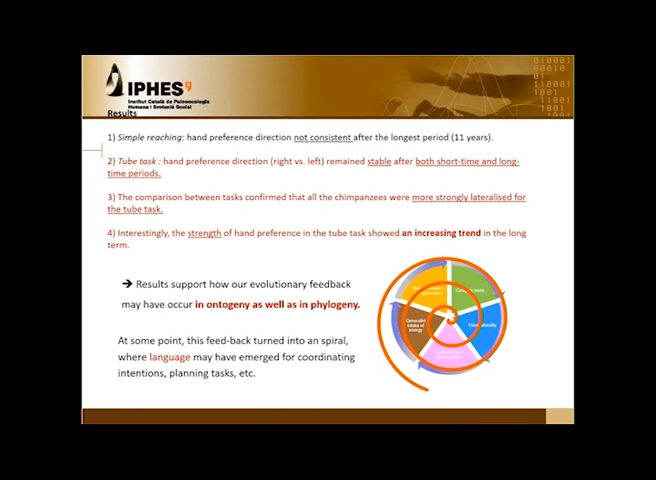 IPHES
Institut Català de Paleoecologia
Humana i Evolució Social
Results
1) Simple reaching: hand preference direction not consistent after the longest period (11 years).
2) Tube task : hand preference direction (right vs. left) remained stable after both short-time and long-
time periods.
3) The comparison between tasks confirmed that all the chimpanzees were more strongly lateralised for
the tube task.
4) Interestingly, the strength of hand preference in the tube task showed an increasing trend in the long
term.
➔ Results support how our evolutionary feedback
may have occur in ontogeny as well as in phylogeny.
At some point, this feed-back turned into an spiral,
where language may have emerged for coordinating
intentions, planning tasks, etc.
Generalist
intake of
energy